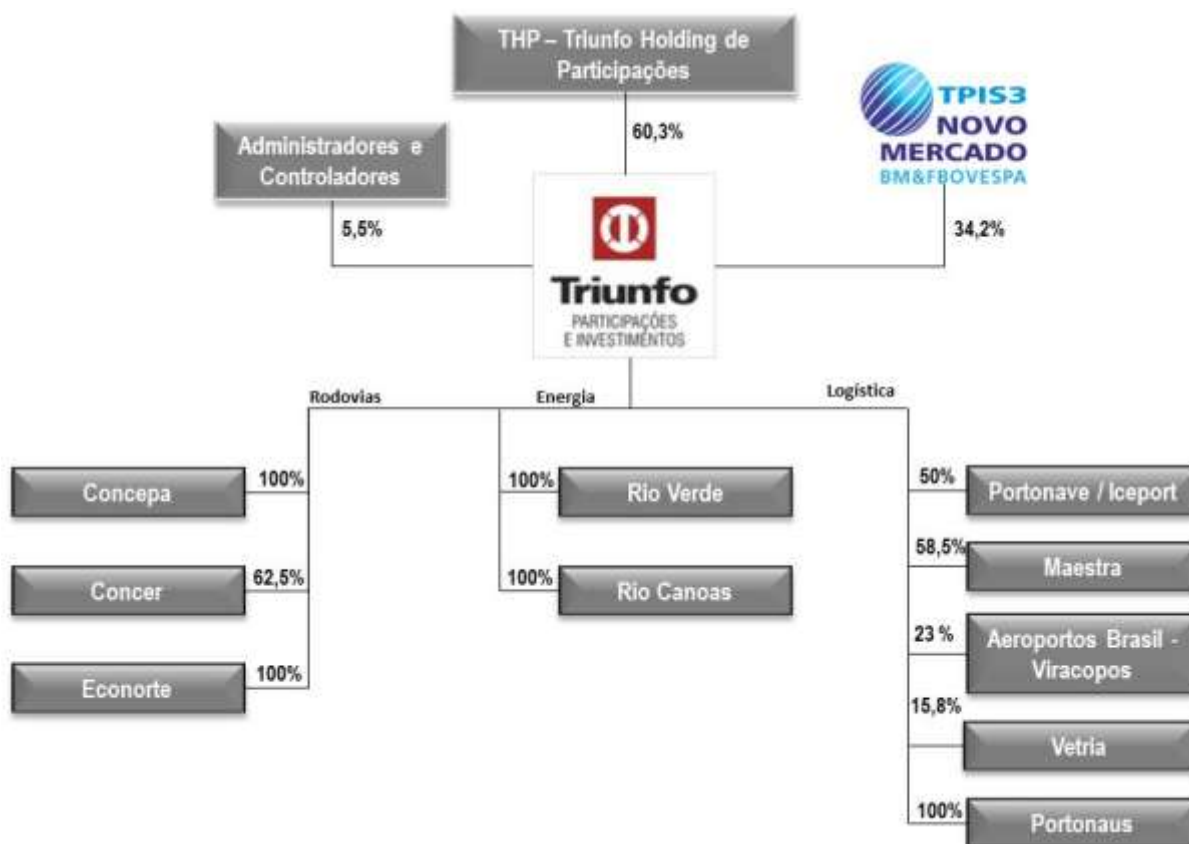 THP – Triunfo Holding de
Participações
60,3%
Administradores e
Controladores
5,5%
TPIS3
NOVO
MERCADO
BM&FBOVESPA
34,2%
Triunfo
PARTICIPAÇÕES
E INVESTIMENTOS
Rodovias
Energia
Logística
100%
Concepa
62,5%
Concer
100%
Econorte
100%
Rio Verde
100%
Rio Canoas
50%
Portonave / Iceport
58,5%
Maestra
23 %
Aeroportos Brasil -
Viracopos
15,8%
Vetria
100%
Portonaus